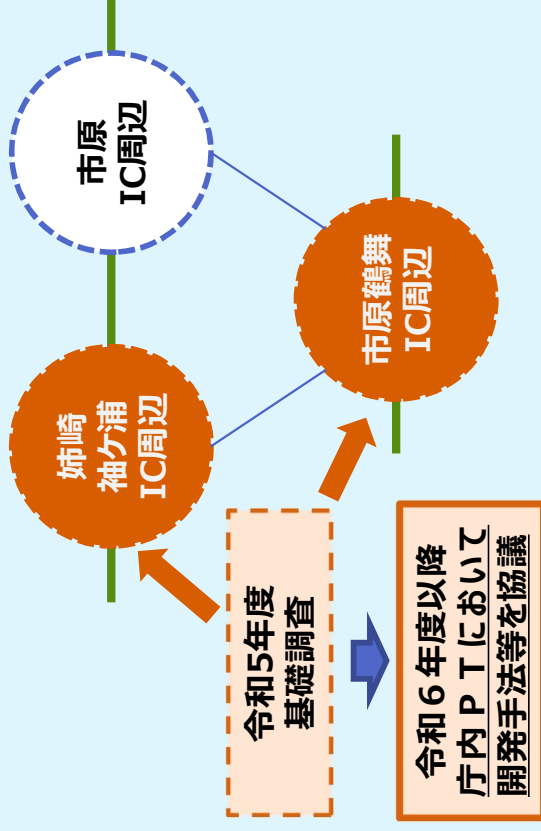 姉崎
袖ケ浦
IC周辺
市原
IC周辺
市原鶴舞
IC周辺
令和5年度
基礎調査
令和６年度以降
庁内ＰＴにおいて
開発手法等を協議